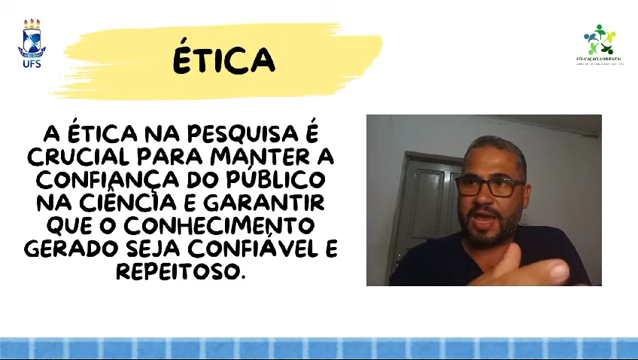 UFS
ÉTICA
EDUCAÇÃO AMBIENTAL
A ÉTICA NA PESQUISA É
CRUCIAL PARA MANTER A
CONFIANÇA DO PÚBLICO
NA CIÊNCIA E GARANTIR
QUE O CONHECIMENTO
GERADO SEJA CONFIÁVEL E
REPEITOSO.